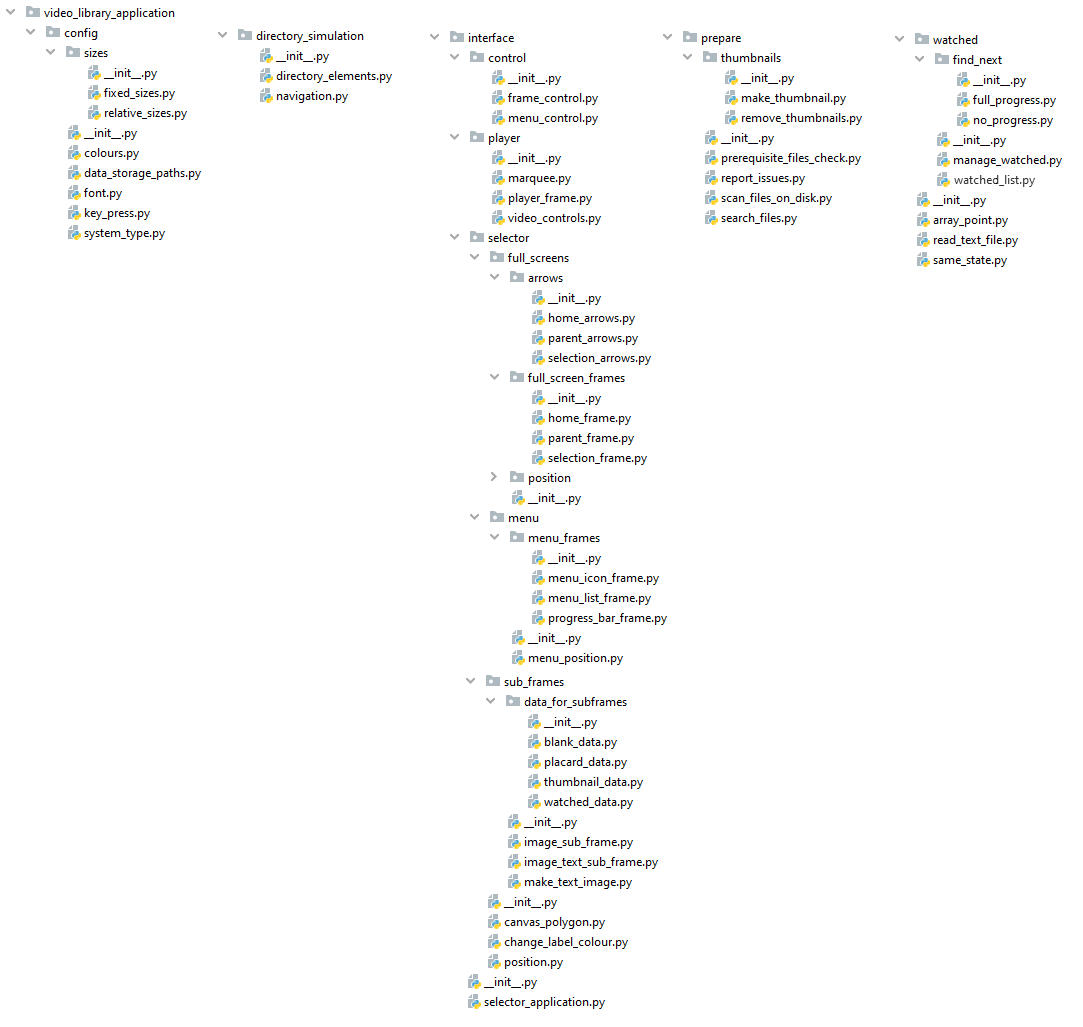 video_library_application
config
sizes
__init__.py
fixed_sizes.py
relative_sizes.py
__init__.py
colours.py
data_storage_paths.py
font.py
key_press.py
system_type.py
directory_simulation
__init__.py
directory_elements.py
navigation.py
interface
control
__init__.py
frame_control.py
menu_control.py
player
__init__.py
marquee.py
player_frame.py
video_controls.py
selector
full_screens
arrows
__init__.py
home_arrows.py
parent_arrows.py
selection_arrows.py
full_screen_frames
__init__.py
home_frame.py
parent_frame.py
selection_frame.py
position
__init__.py
menu
menu_frames
__init__.py
menu_icon_frame.py
menu_list_frame.py
progress_bar_frame.py
__init__.py
menu_position.py
sub_frames
data_for_subframes
__init__.py
blank_data.py
placard_data.py
thumbnail_data.py
watched_data.py
__init__.py
image_sub_frame.py
image_text_sub_frame.py
make_text_image.py
__init__.py
canvas_polygon.py
change_label_colour.py
position.py
__init__.py
selector_application.py
prepare
thumbnails
__init__.py
make_thumbnail.py
remove_thumbnails.py
__init__.py
prerequisite_files_check.py
report_issues.py
scan_files_on_disk.py
search_files.py
watched
find_next
__init__.py
full_progress.py
no_progress.py
__init__.py
manage_watched.py
watched_list.py
__init__.py
array_point.py
read_text_file.py
same_state.py